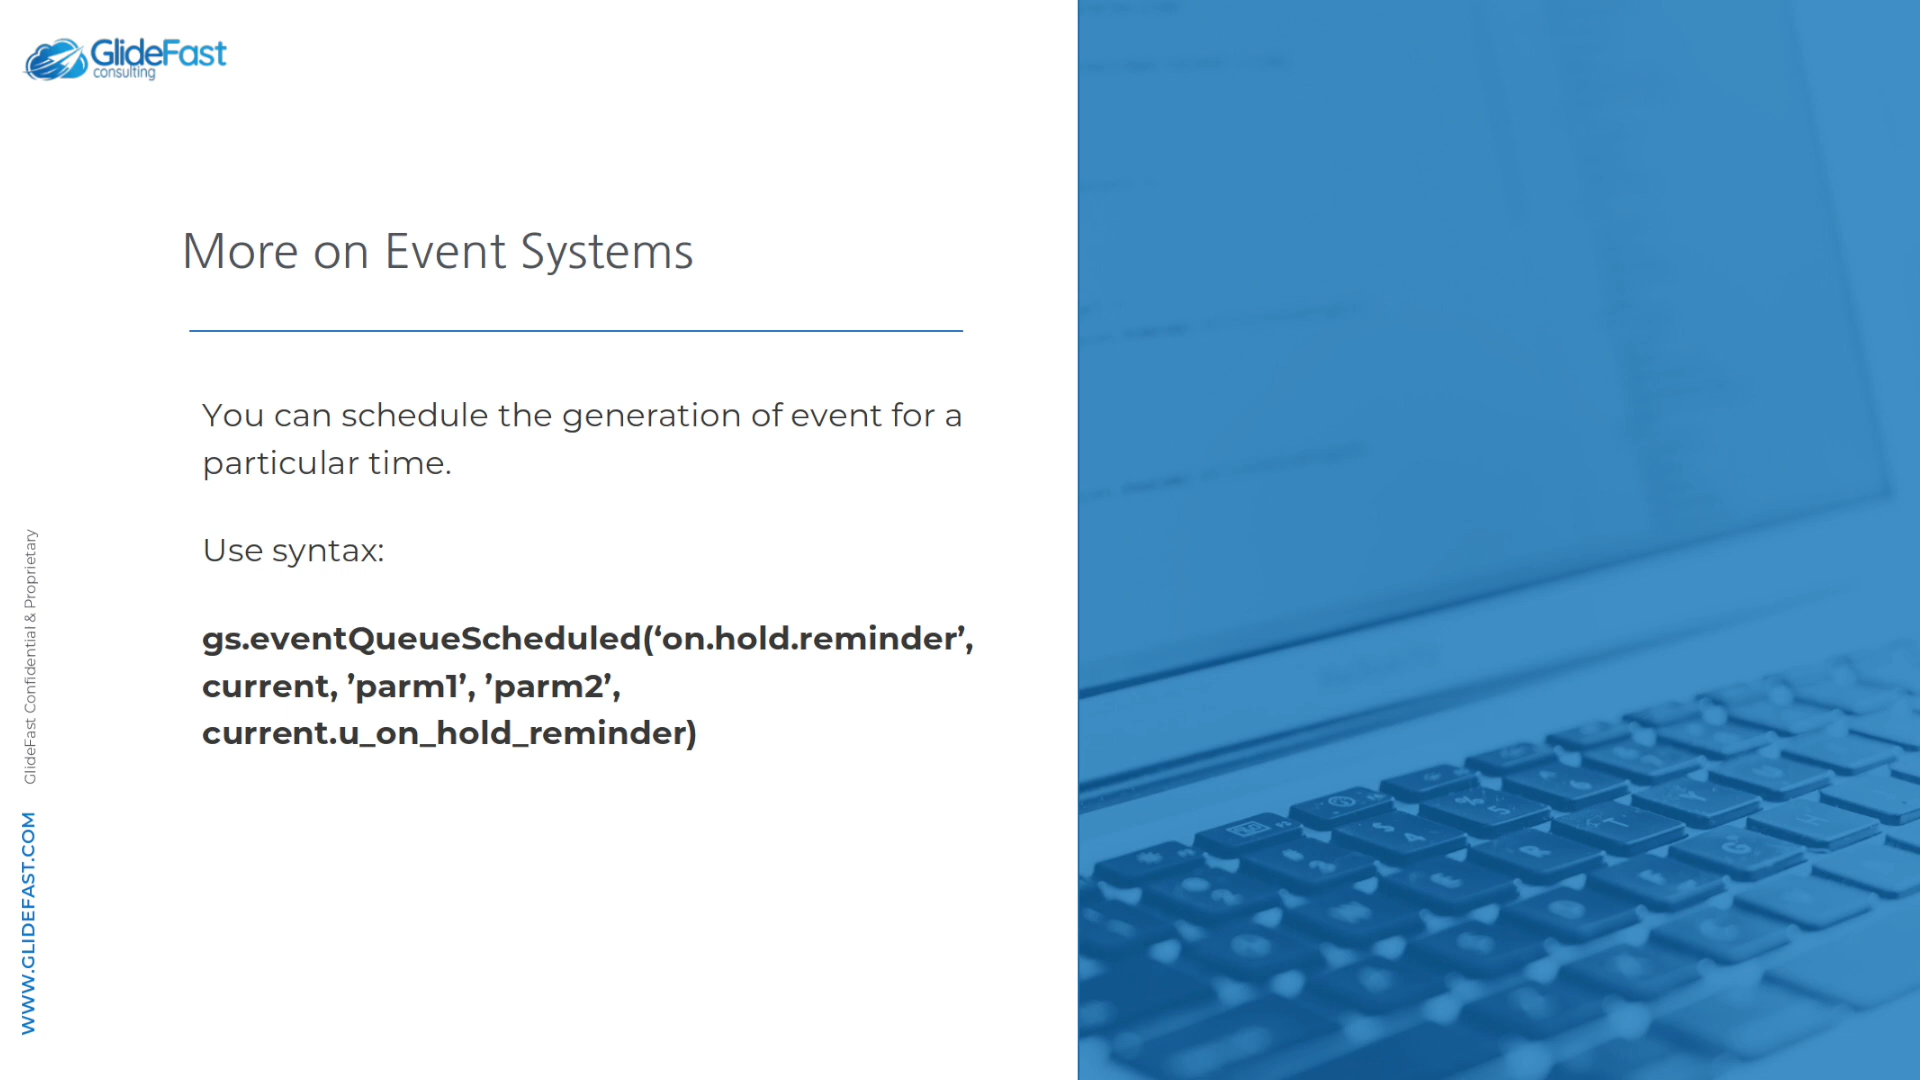 GlideFast
consulting
More on Event Systems
You can schedule the generation of event for a
particular time.
Use syntax:
gs.eventQueueScheduled(‘on.hold.reminder’,
current, ’parm1’, ’parm2’,
current.u_on_hold_reminder)
WWW.GLIDEFAST.COM GlideFast Confidential & Proprietary